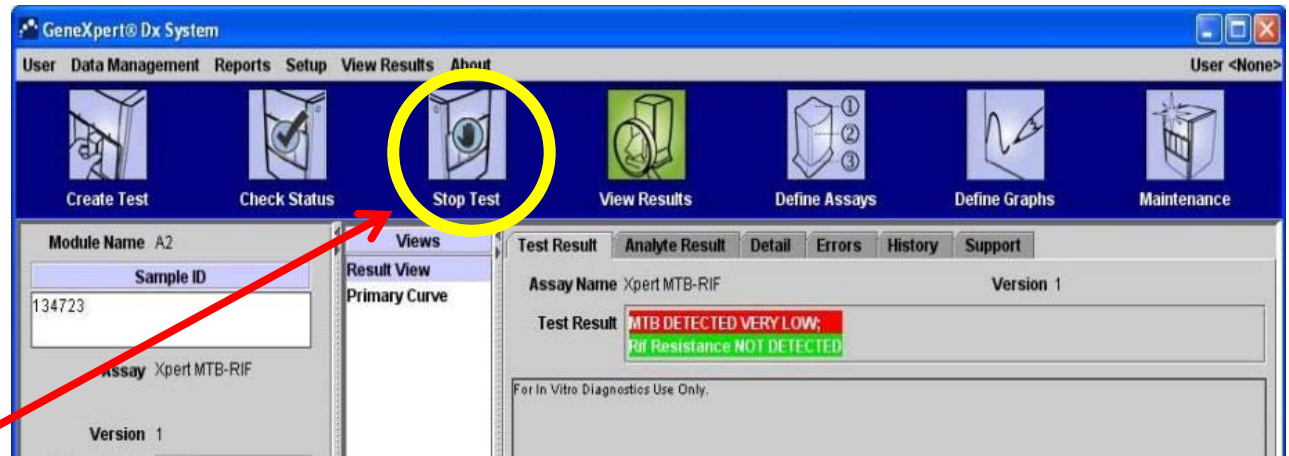 GeneXpert® Dx System
User Data Management Reports Setup View Results About User <None>
Create Test Check Status Stop Test View Results Define Assays Define Graphs Maintenance
Module Name A2
Sample ID
134723
Assay Xpert MTB-RIF
Version 1
Views
Result View
Primary Curve
Test Result Analyte Result Detail Errors History Support
Assay Name Xpert MTB-RIF Version 1
Test Result MTB DETECTED VERY LOW;
Rif Resistance NOT DETECTED
For In Vitro Diagnostics Use Only.
1
2
3